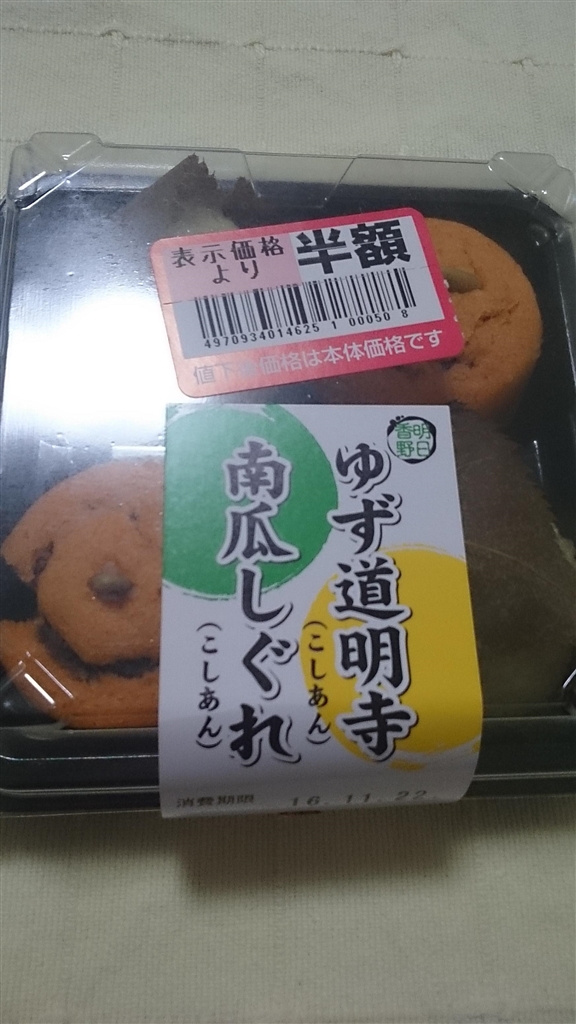 表示価格
より
半額
4970934014625 1 00050 8
値下後価格は本体価格です
明日
香野
ゆず道明寺
(こしあん)
南瓜しぐれ
(こしあん)
消費期限 16.11.22